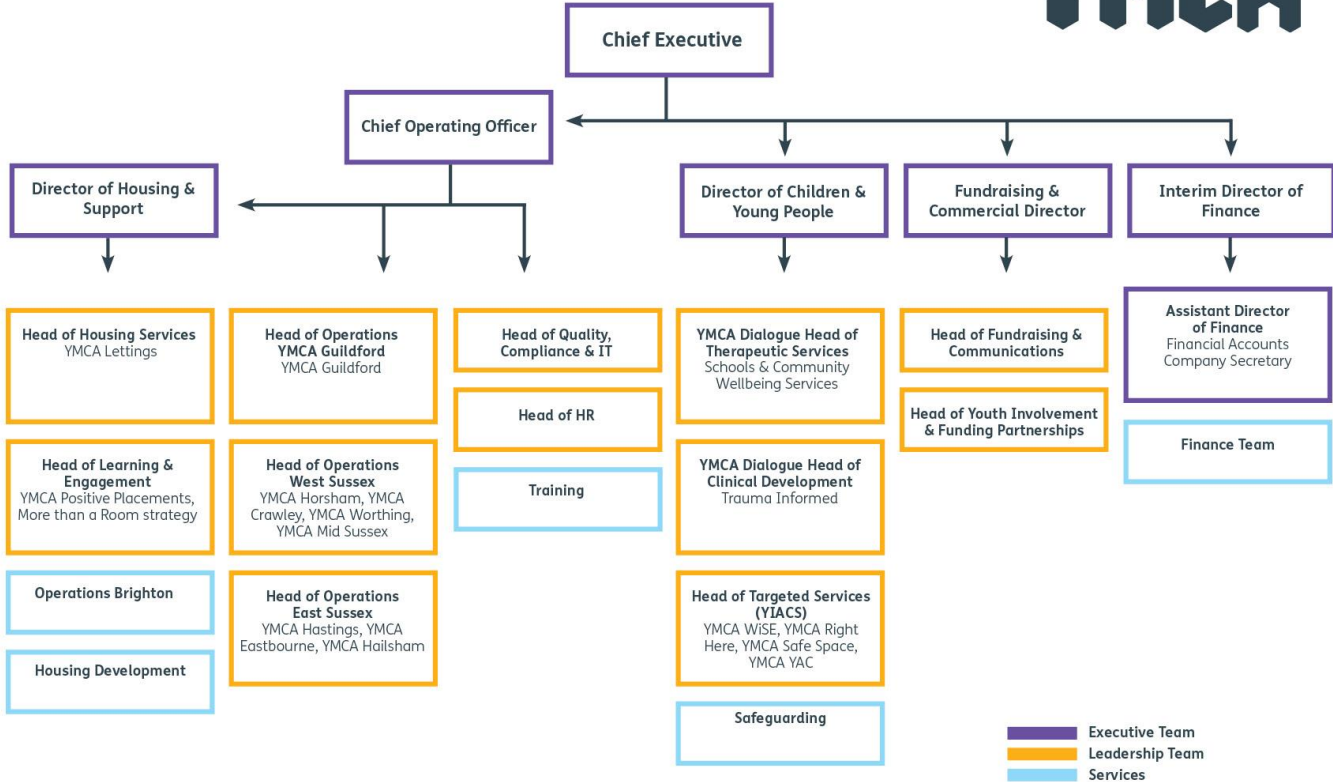 YMCA
Chief Executive
Chief Operating Officer
Director of Housing &
Support
Director of Children &
Young People
Fundraising &
Commercial Director
Interim Director of
Finance
Head of Housing Services
YMCA Lettings
Head of Learning &
Engagement
YMCA Positive Placements,
More than a Room strategy
Operations Brighton
Housing Development
Head of Operations
YMCA Guildford
YMCA Guildford
Head of Operations
West Sussex
YMCA Horsham, YMCA
Crawley, YMCA Worthing,
YMCA Mid Sussex
Head of Operations
East Sussex
YMCA Hastings, YMCA
Eastbourne, YMCA Hailsham
Head of Quality,
Compliance & IT
Head of HR
Training
YMCA Dialogue Head of
Therapeutic Services
Schools & Community
Wellbeing Services
YMCA Dialogue Head of
Clinical Development
Trauma Informed
Head of Targeted Services
(YIACS)
YMCA WiSE, YMCA Right
Here, YMCA Safe Space,
YMCA YAC
Safeguarding
Head of Fundraising &
Communications
Head of Youth Involvement
& Funding Partnerships
Assistant Director
of Finance
Financial Accounts
Company Secretary
Finance Team
Executive Team
Leadership Team
Services